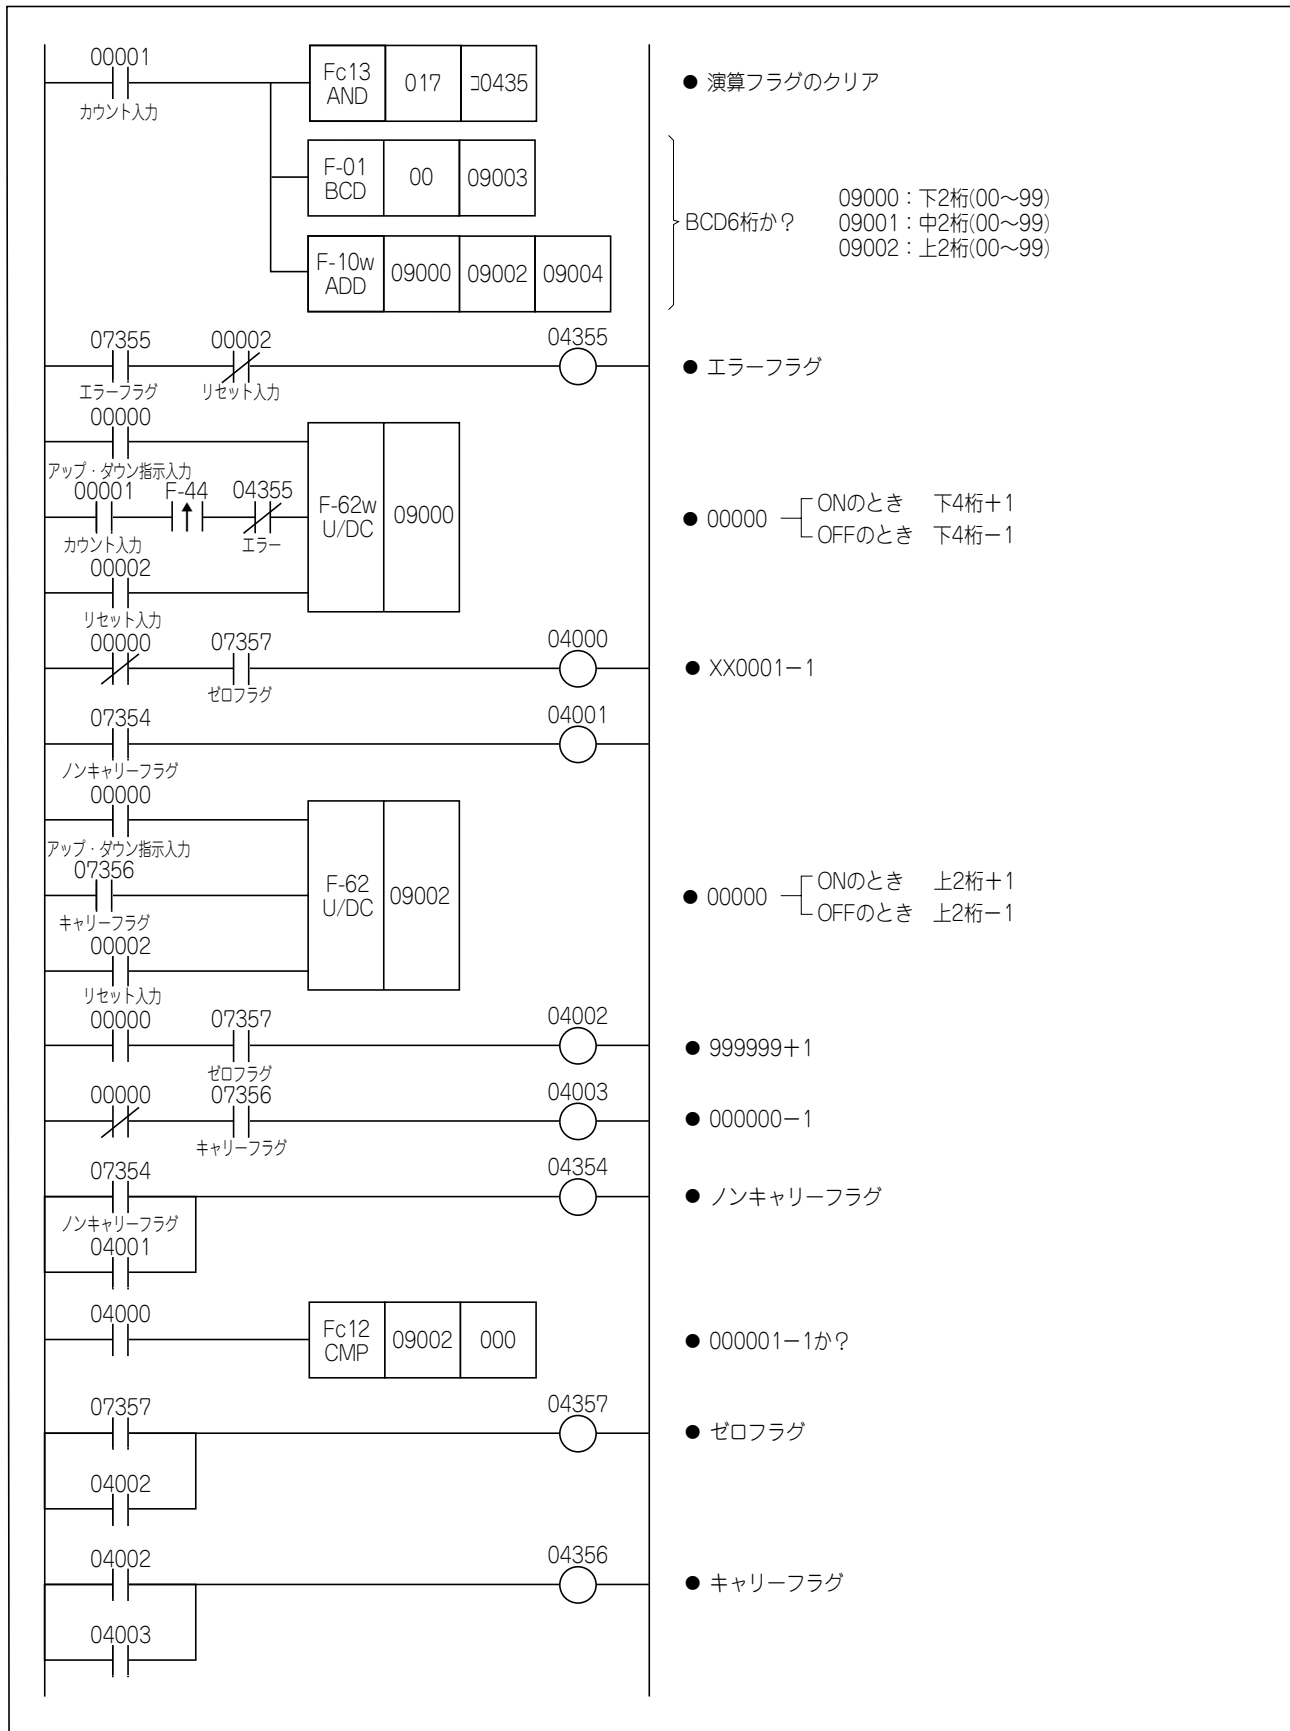 00001
カウント入力
Fc13 AND 017 コ0435
● 演算フラグのクリア
F-01 BCD 00 09003
F-10w ADD 09000 09002 09004
BCD6桁か?
09000：下2桁(00～99)
09001：中2桁(00～99)
09002：上2桁(00～99)
07355 00002 04355
エラーフラグ リセット入力
● エラーフラグ
00000
アップ・ダウン指示入力
00001 F-44 04355
カウント入力 エラー
F-62w U/DC 09000
00002
リセット入力
● 00000
ONのとき 下4桁＋1
OFFのとき 下4桁－1
00000 07357 04000
ゼロフラグ
● XX0001－1
07354 04001
ノンキャリーフラグ
00000
アップ・ダウン指示入力
07356
キャリーフラグ
F-62 U/DC 09002
00002
リセット入力
● 00000
ONのとき 上2桁＋1
OFFのとき 上2桁－1
00000 07357 04002
ゼロフラグ
● 999999＋1
00000 07356 04003
キャリーフラグ
● 000000－1
07354 04354
ノンキャリーフラグ
● ノンキャリーフラグ
04001
04000
Fc12 CMP 09002 000
● 000001－1か?
07357 04357
● ゼロフラグ
04002
04002 04356
● キャリーフラグ
04003